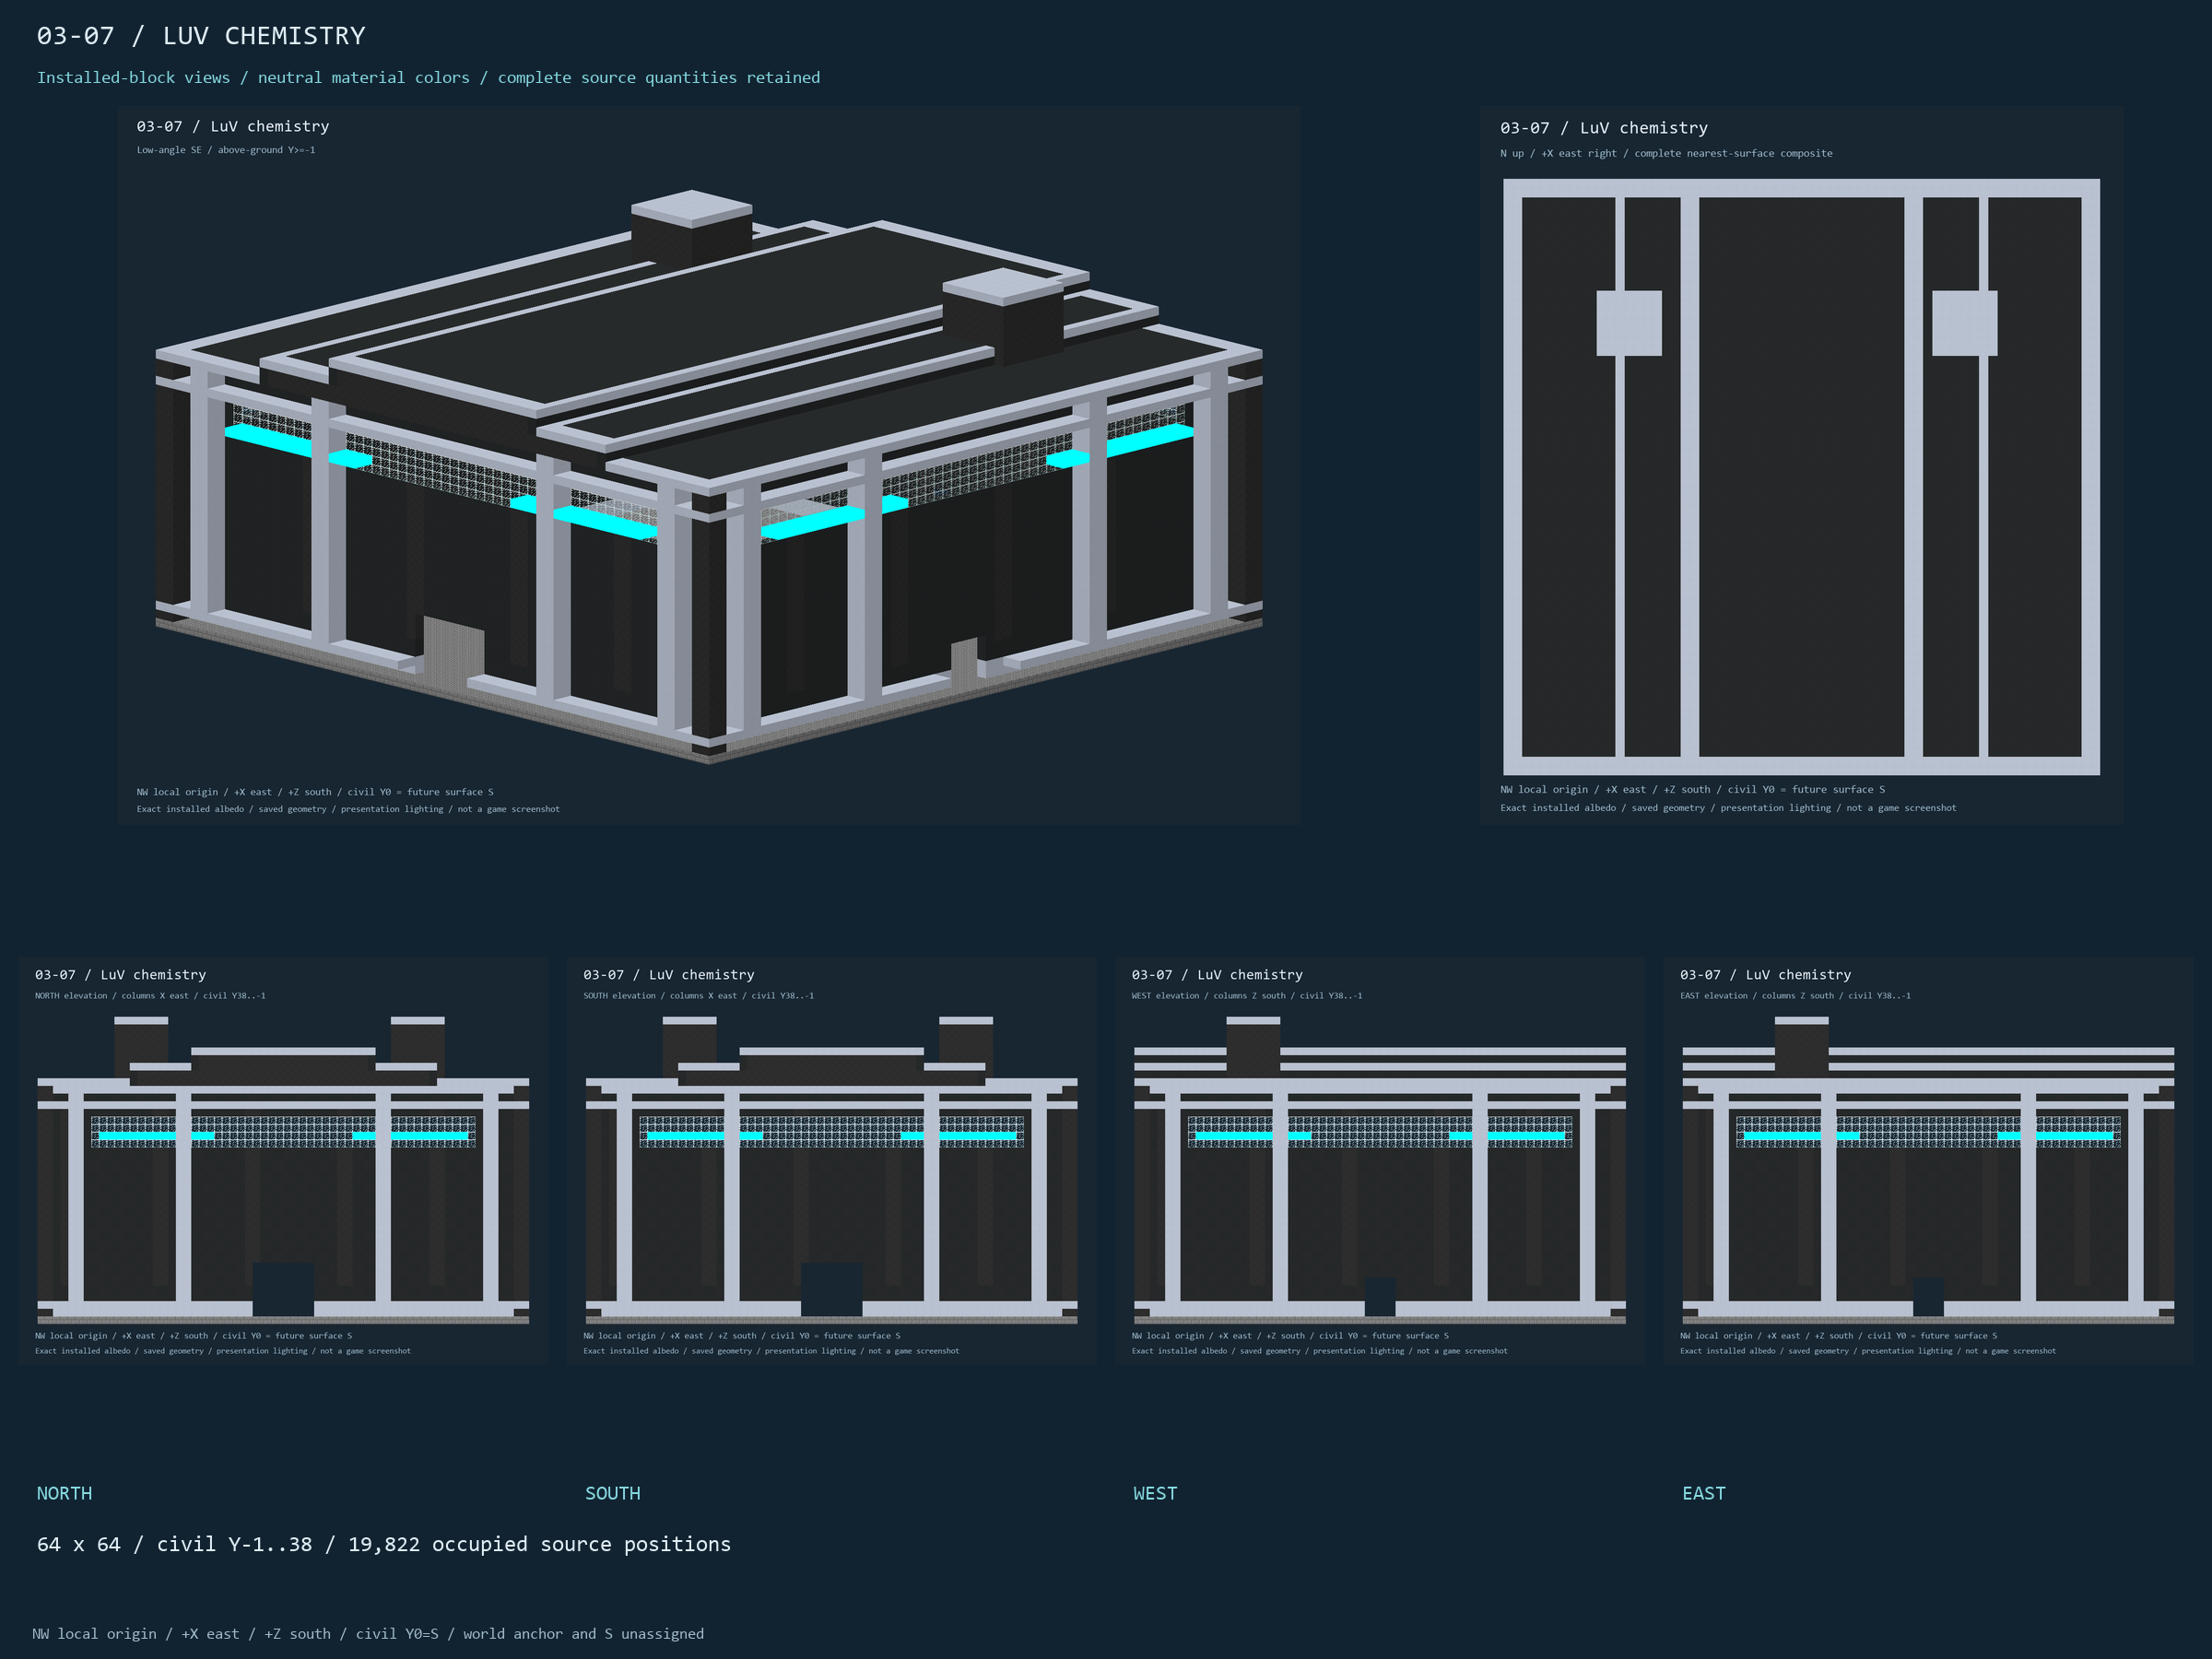 03-07 / LUV CHEMISTRY
Installed-block views / neutral material colors / complete source quantities retained
03-07 / LuV chemistry
Low-angle SE / above-ground Y>=-1
NW local origin / +X east / +Z south / civil Y0 = future surface S
Exact installed albedo / saved geometry / presentation lighting / not a game screenshot
03-07 / LuV chemistry
N up / +X east right / complete nearest-surface composite
NW local origin / +X east / +Z south / civil Y0 = future surface S
Exact installed albedo / saved geometry / presentation lighting / not a game screenshot
03-07 / LuV chemistry
NORTH elevation / columns X east / civil Y38..-1
NW local origin / +X east / +Z south / civil Y0 = future surface S
Exact installed albedo / saved geometry / presentation lighting / not a game screenshot
03-07 / LuV chemistry
SOUTH elevation / columns X east / civil Y38..-1
NW local origin / +X east / +Z south / civil Y0 = future surface S
Exact installed albedo / saved geometry / presentation lighting / not a game screenshot
03-07 / LuV chemistry
WEST elevation / columns Z south / civil Y38..-1
NW local origin / +X east / +Z south / civil Y0 = future surface S
Exact installed albedo / saved geometry / presentation lighting / not a game screenshot
03-07 / LuV chemistry
EAST elevation / columns Z south / civil Y38..-1
NW local origin / +X east / +Z south / civil Y0 = future surface S
Exact installed albedo / saved geometry / presentation lighting / not a game screenshot
NORTH
SOUTH
WEST
EAST
64 x 64 / civil Y-1..38 / 19,822 occupied source positions
NW local origin / +X east / +Z south / civil Y0=S / world anchor and S unassigned